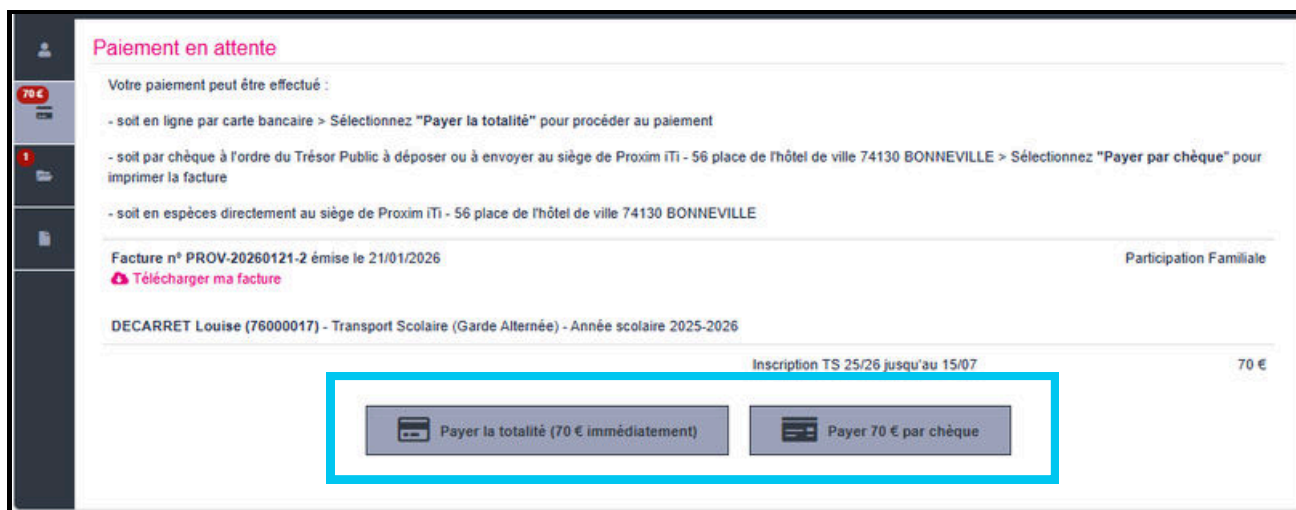 Paiement en attente
Votre paiement peut être effectué :
70 €
- soit en ligne par carte bancaire > Sélectionnez "Payer la totalité" pour procéder au paiement
1
- soit par chèque à l'ordre du Trésor Public à déposer ou à envoyer au siège de Proxim iTi - 56 place de l'hôtel de ville 74130 BONNEVILLE > Sélectionnez "Payer par chèque" pour
imprimer la facture
- soit en espèces directement au siège de Proxim iTi - 56 place de l'hôtel de ville 74130 BONNEVILLE
Facture nº PROV-20260121-2 émise le 21/01/2026 Participation Familiale
Télécharger ma facture
DECARRET Louise (76000017) - Transport Scolaire (Garde Alternée) - Année scolaire 2025-2026
Inscription TS 25/26 jusqu'au 15/07 70 €
Payer la totalité (70 € immédiatement) Payer 70 € par chèque